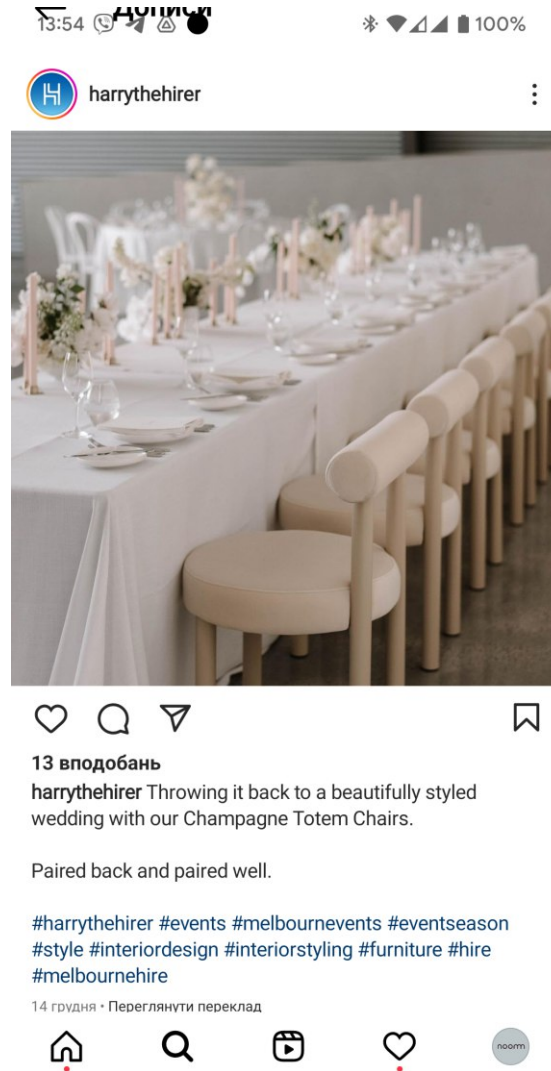 Дописи
13:54
100%
harrythehirer
13 вподобань
harrythehirer Throwing it back to a beautifully styled
wedding with our Champagne Totem Chairs.
Paired back and paired well.
#harrythehirer #events #melbournevents #eventseason
#style #interiordesign #interiorstyling #furniture #hire
#melbournehire
14 грудня • Переглянути переклад
noom